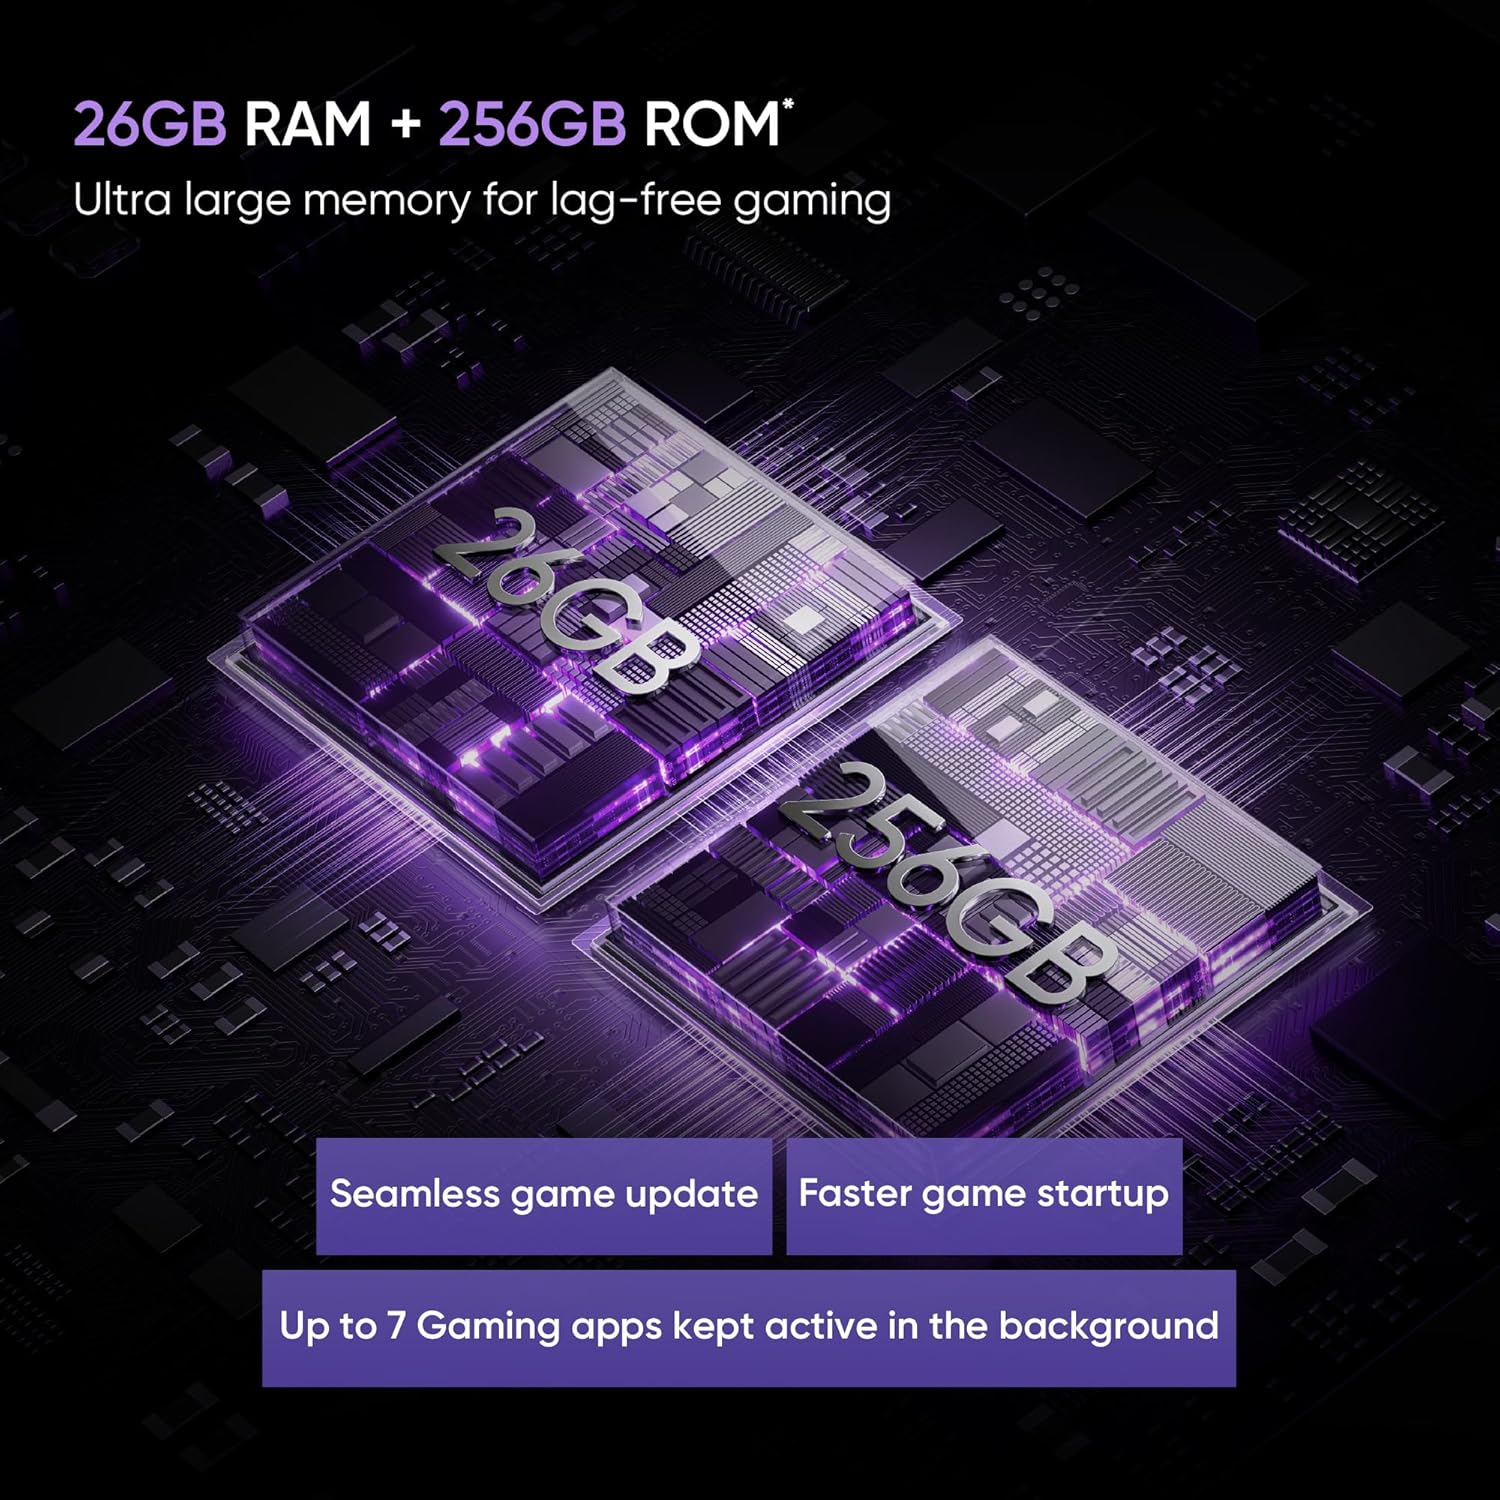 26GB RAM + 256GB ROM*
Ultra large memory for lag-free gaming
26GB
256GB
Seamless game update
Faster game startup
Up to 7 Gaming apps kept active in the background